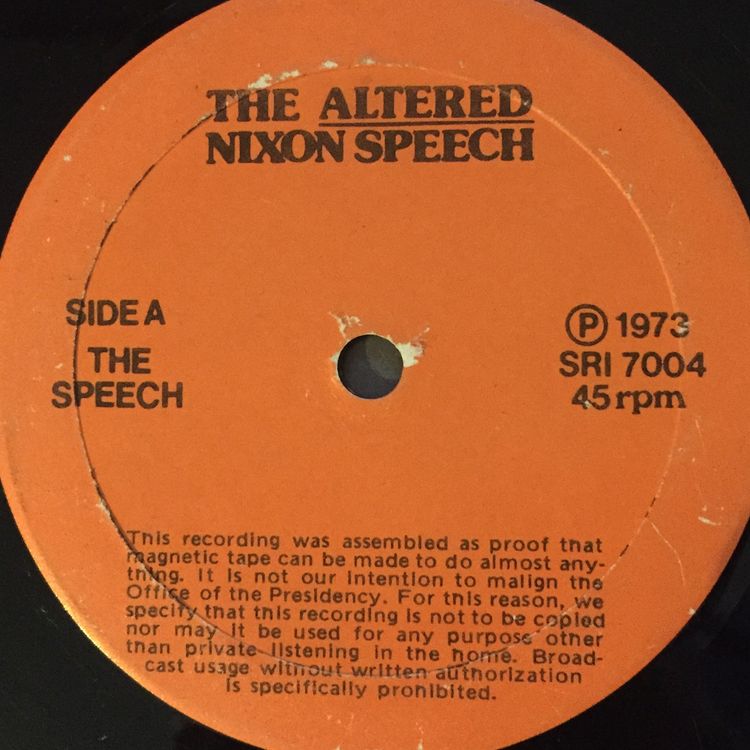 THE ALTERED
NIXON SPEECH
SIDE A
THE
SPEECH
Ⓟ 1973
SRI 7004
45 rpm
This recording was assembled as proof that
magnetic tape can be made to do almost any-
thing. It is not our intention to malign the
Office of the Presidency. For this reason, we
specify that this recording is not to be copied
nor may it be used for any purpose other
than private listening in the home. Broad-
cast usage without written authorization
is specifically prohibited.